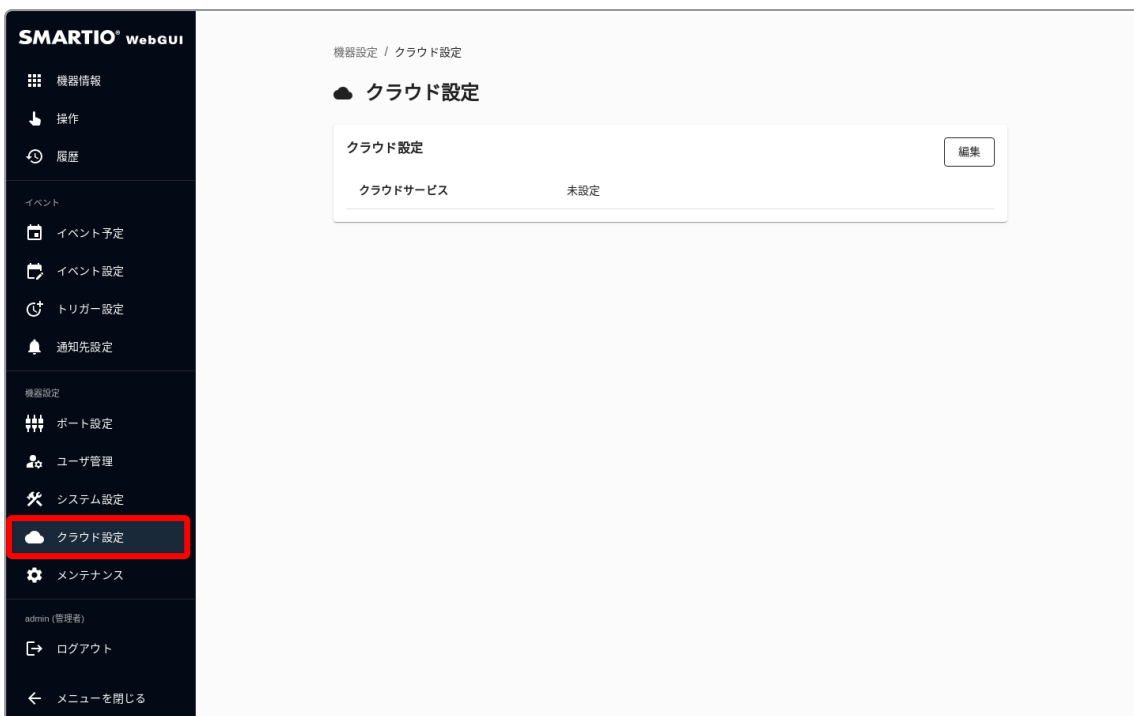 SMARTIO® WebGUI
機器情報
操作
履歴
イベント
イベント予定
イベント設定
トリガー設定
通知先設定
機器設定
ポート設定
ユーザ管理
システム設定
クラウド設定
メンテナンス
admin (管理者)
ログアウト
メニューを閉じる
機器設定 / クラウド設定
クラウド設定
クラウド設定
編集
クラウドサービス 未設定